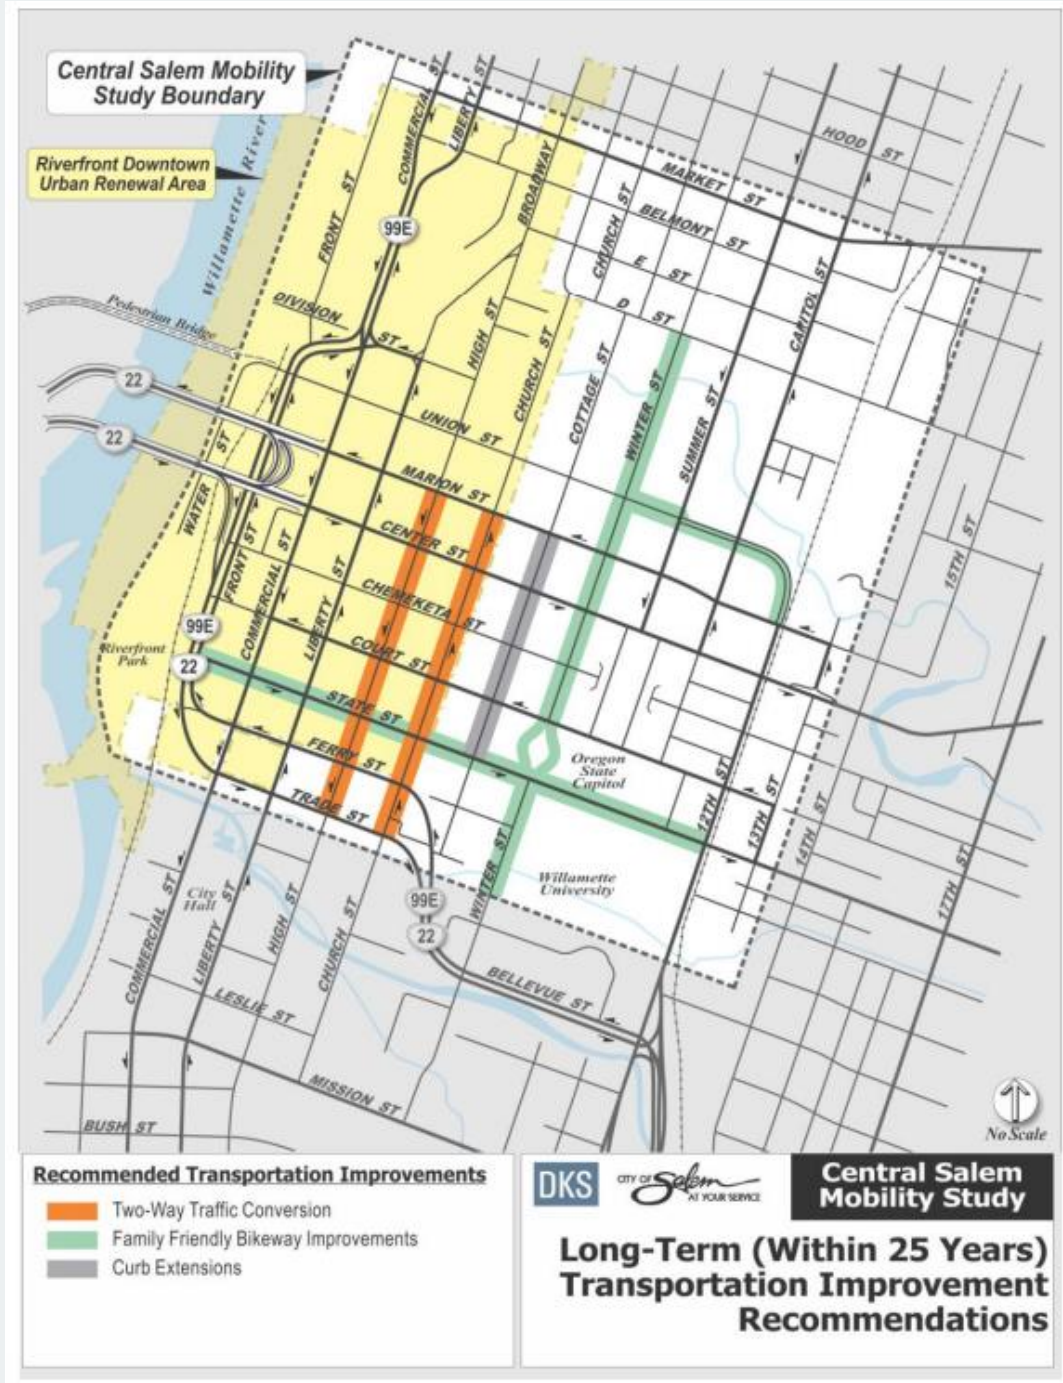 Central Salem Mobility
Study Boundary
Riverfront Downtown
Urban Renewal Area
Willamette River
COMMERCIAL ST
LIBERTY ST
HOOD ST
MARKET ST
BELMONT ST
E ST
D ST
FRONT ST
BROADWAY
CHURCH ST
99E
CAPITOL ST
Pedestrian Bridge
DIVISION ST
HIGH ST
CHURCH ST
COTTAGE ST
WINTER ST
SUMMER ST
22
22
UNION ST
MARION ST
WATER ST
CENTER ST
FRONT ST
COMMERCIAL ST
LIBERTY ST
CHEMEKETA ST
COURT ST
15TH ST
99E
22
Riverfront
Park
STATE ST
FERRY ST
TRADE ST
Oregon
State
Capitol
12TH ST
13TH ST
14TH ST
17TH ST
WINTER ST
Willamette
University
99E
22
City
Hall
COMMERCIAL ST
LIBERTY ST
HIGH ST
CHURCH ST
BELLEVUE ST
LESLIE ST
MISSION ST
BUSH ST
No Scale
Recommended Transportation Improvements
Two-Way Traffic Conversion
Family Friendly Bikeway Improvements
Curb Extensions
DKS
CITY OF Salem
AT YOUR SERVICE
Central Salem
Mobility Study
Long-Term (Within 25 Years)
Transportation Improvement
Recommendations